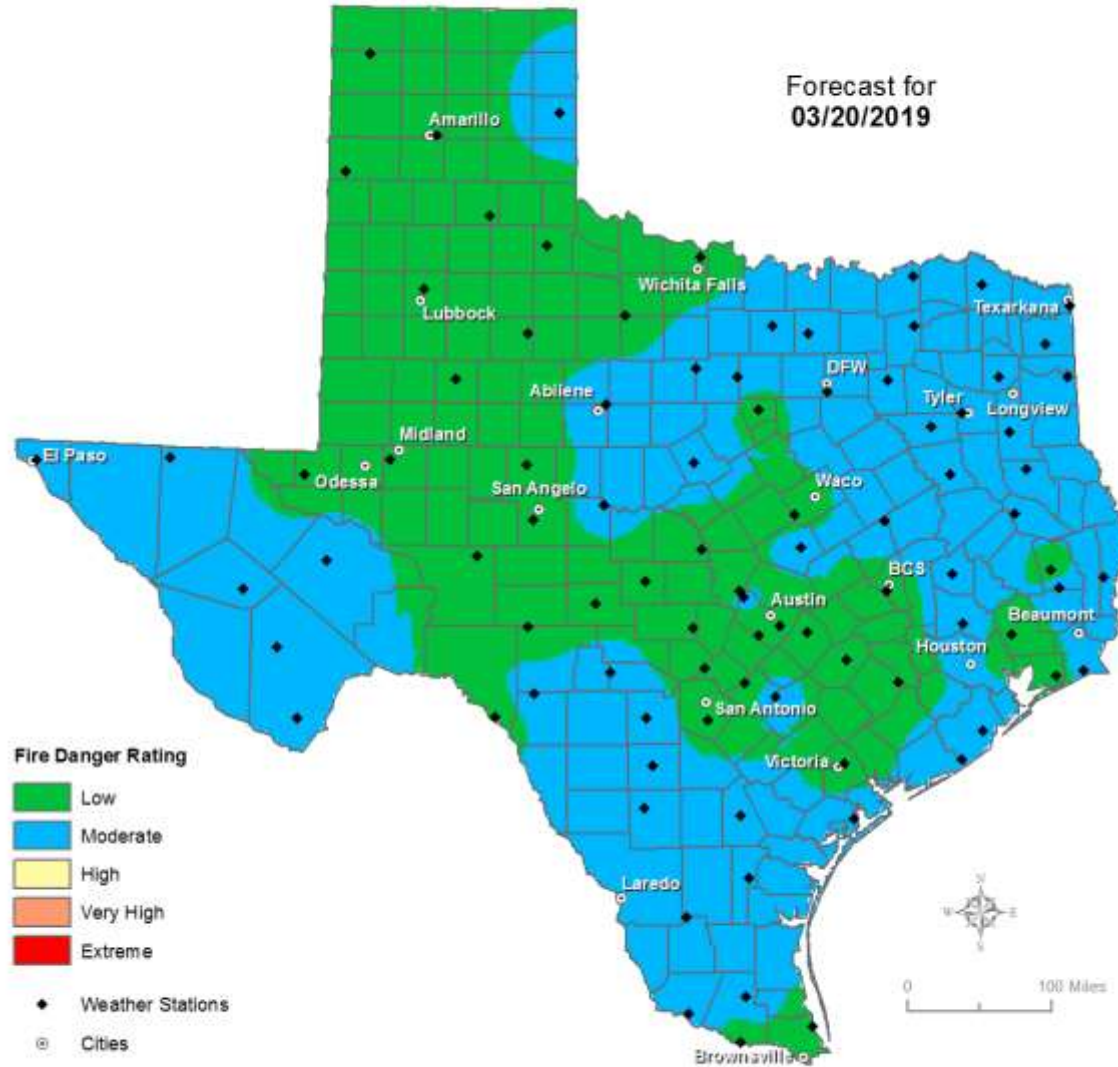 Forecast for
03/20/2019
Amarillo
Wichita Falls
Lubbock
Texarkana
DFW
Abilene
Tyler
Longview
Midland
El Paso
Odessa
San Angelo
Waco
BCS
Austin
Beaumont
Houston
San Antonio
Victoria
Laredo
Brownsville
Fire Danger Rating
Low
Moderate
High
Very High
Extreme
Weather Stations
Cities
N
W E
S
0 100 Miles